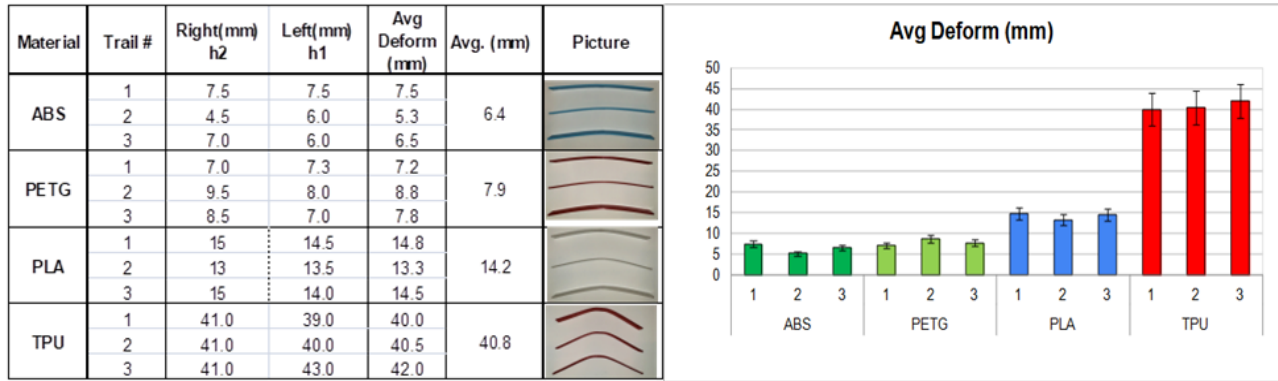 Material Trail # Right(mm) h2 Left(mm) h1 Avg Deform (mm) Avg. (mm) Picture
ABS 1 7.5 7.5 7.5 6.4
2 4.5 6.0 5.3
3 7.0 6.0 6.5
PETG 1 7.0 7.3 7.2 7.9
2 9.5 8.0 8.8
3 8.5 7.0 7.8
PLA 1 15 14.5 14.8 14.2
2 13 13.5 13.3
3 15 14.0 14.5
TPU 1 41.0 39.0 40.0 40.8
2 41.0 40.0 40.5
3 41.0 43.0 42.0
Avg Deform (mm)
50
45
40
35
30
25
20
15
10
5
0
1 2 3 1 2 3 1 2 3 1 2 3
ABS PETG PLA TPU